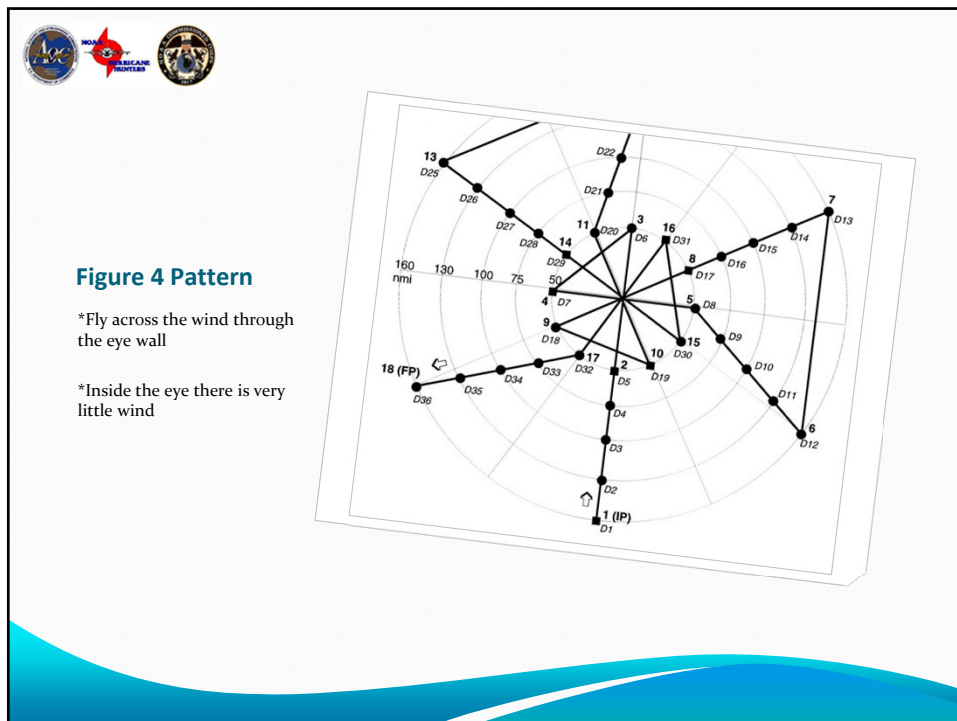 NOAA
HURRICANE
HUNTERS
Figure 4 Pattern
*Fly across the wind through
the eye wall
*Inside the eye there is very
little wind
D22
13
D25
D26
D21
7
D13
3
D6
16
D31
11
D20
D14
D27
D15
D28
14
D29
8
D17
D16
160
nmi
130
100
75
50
4
D7
5
D8
9
D18
D9
15
D30
17
D32
10
D19
18 (FP)
D36
D35
D34
D33
2
D5
D10
D11
D4
6
D12
D3
D2
1 (IP)
D1